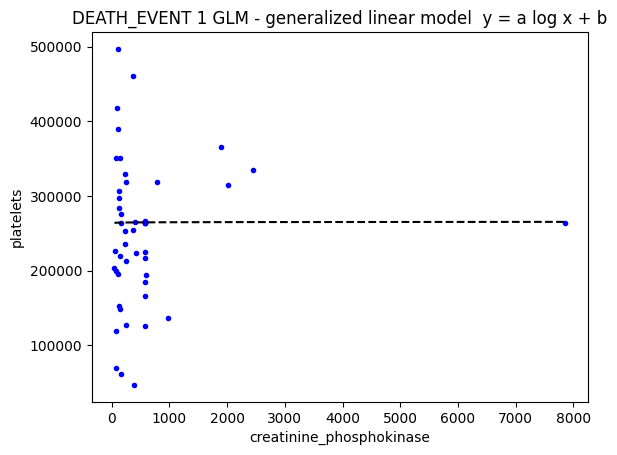 DEATH_EVENT 1 GLM - generalized linear model  y = a log x + b
500000
400000
300000
200000
100000
platelets
0 1000 2000 3000 4000 5000 6000 7000 8000
creatinine_phosphokinase